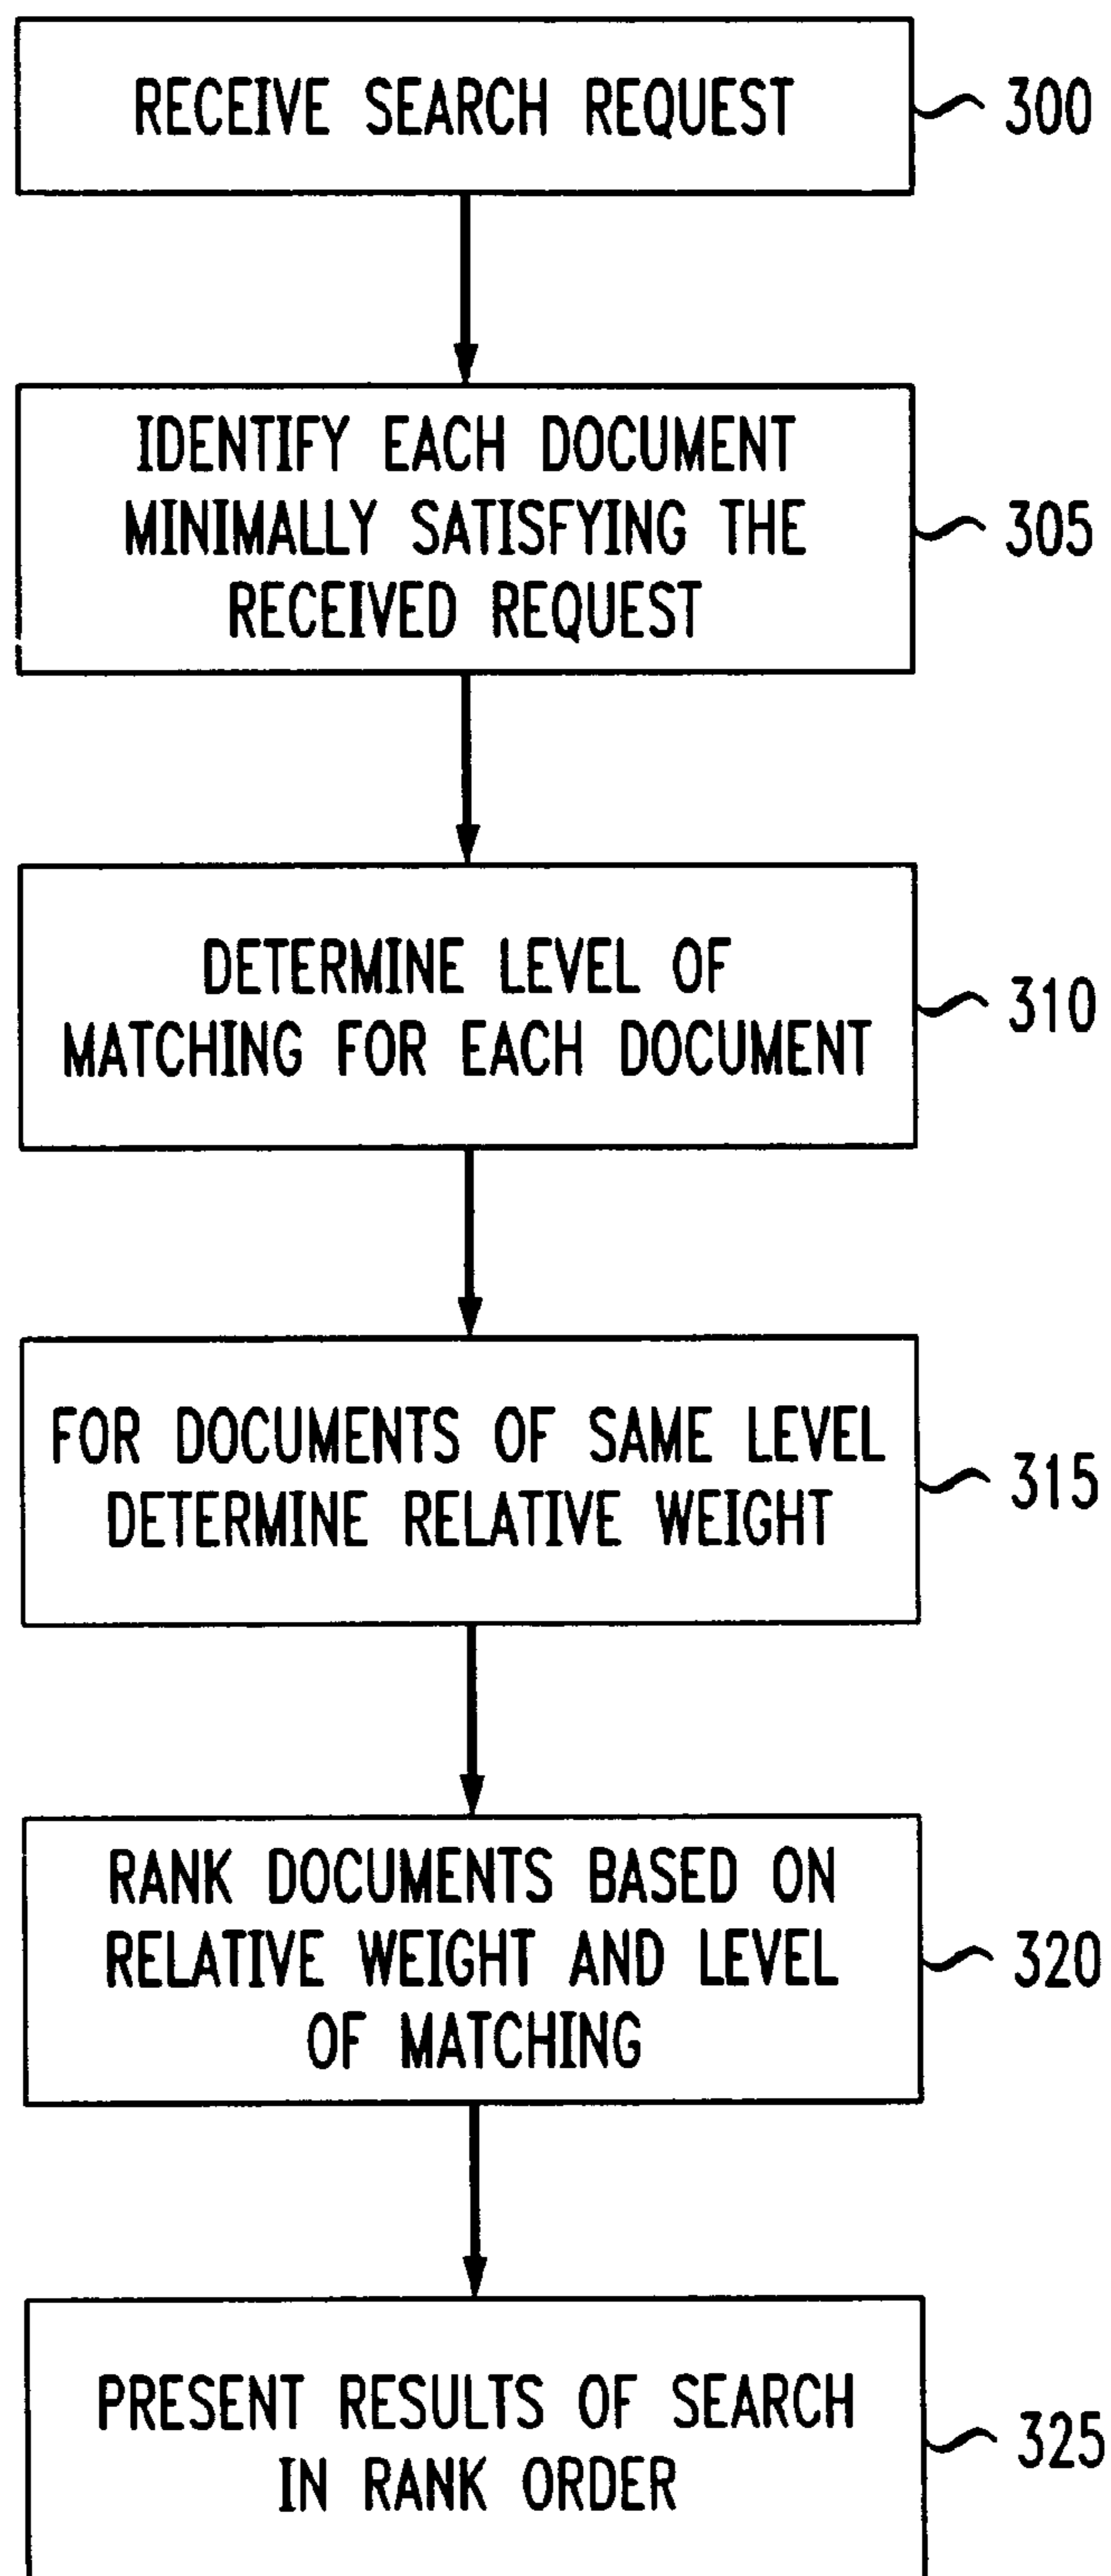 RECEIVE SEARCH REQUEST
300
IDENTIFY EACH DOCUMENT
MINIMALLY SATISFYING THE
RECEIVED REQUEST
305
DETERMINE LEVEL OF
MATCHING FOR EACH DOCUMENT
310
FOR DOCUMENTS OF SAME LEVEL
DETERMINE RELATIVE WEIGHT
315
RANK DOCUMENTS BASED ON
RELATIVE WEIGHT AND LEVEL
OF MATCHING
320
PRESENT RESULTS OF SEARCH
IN RANK ORDER
325